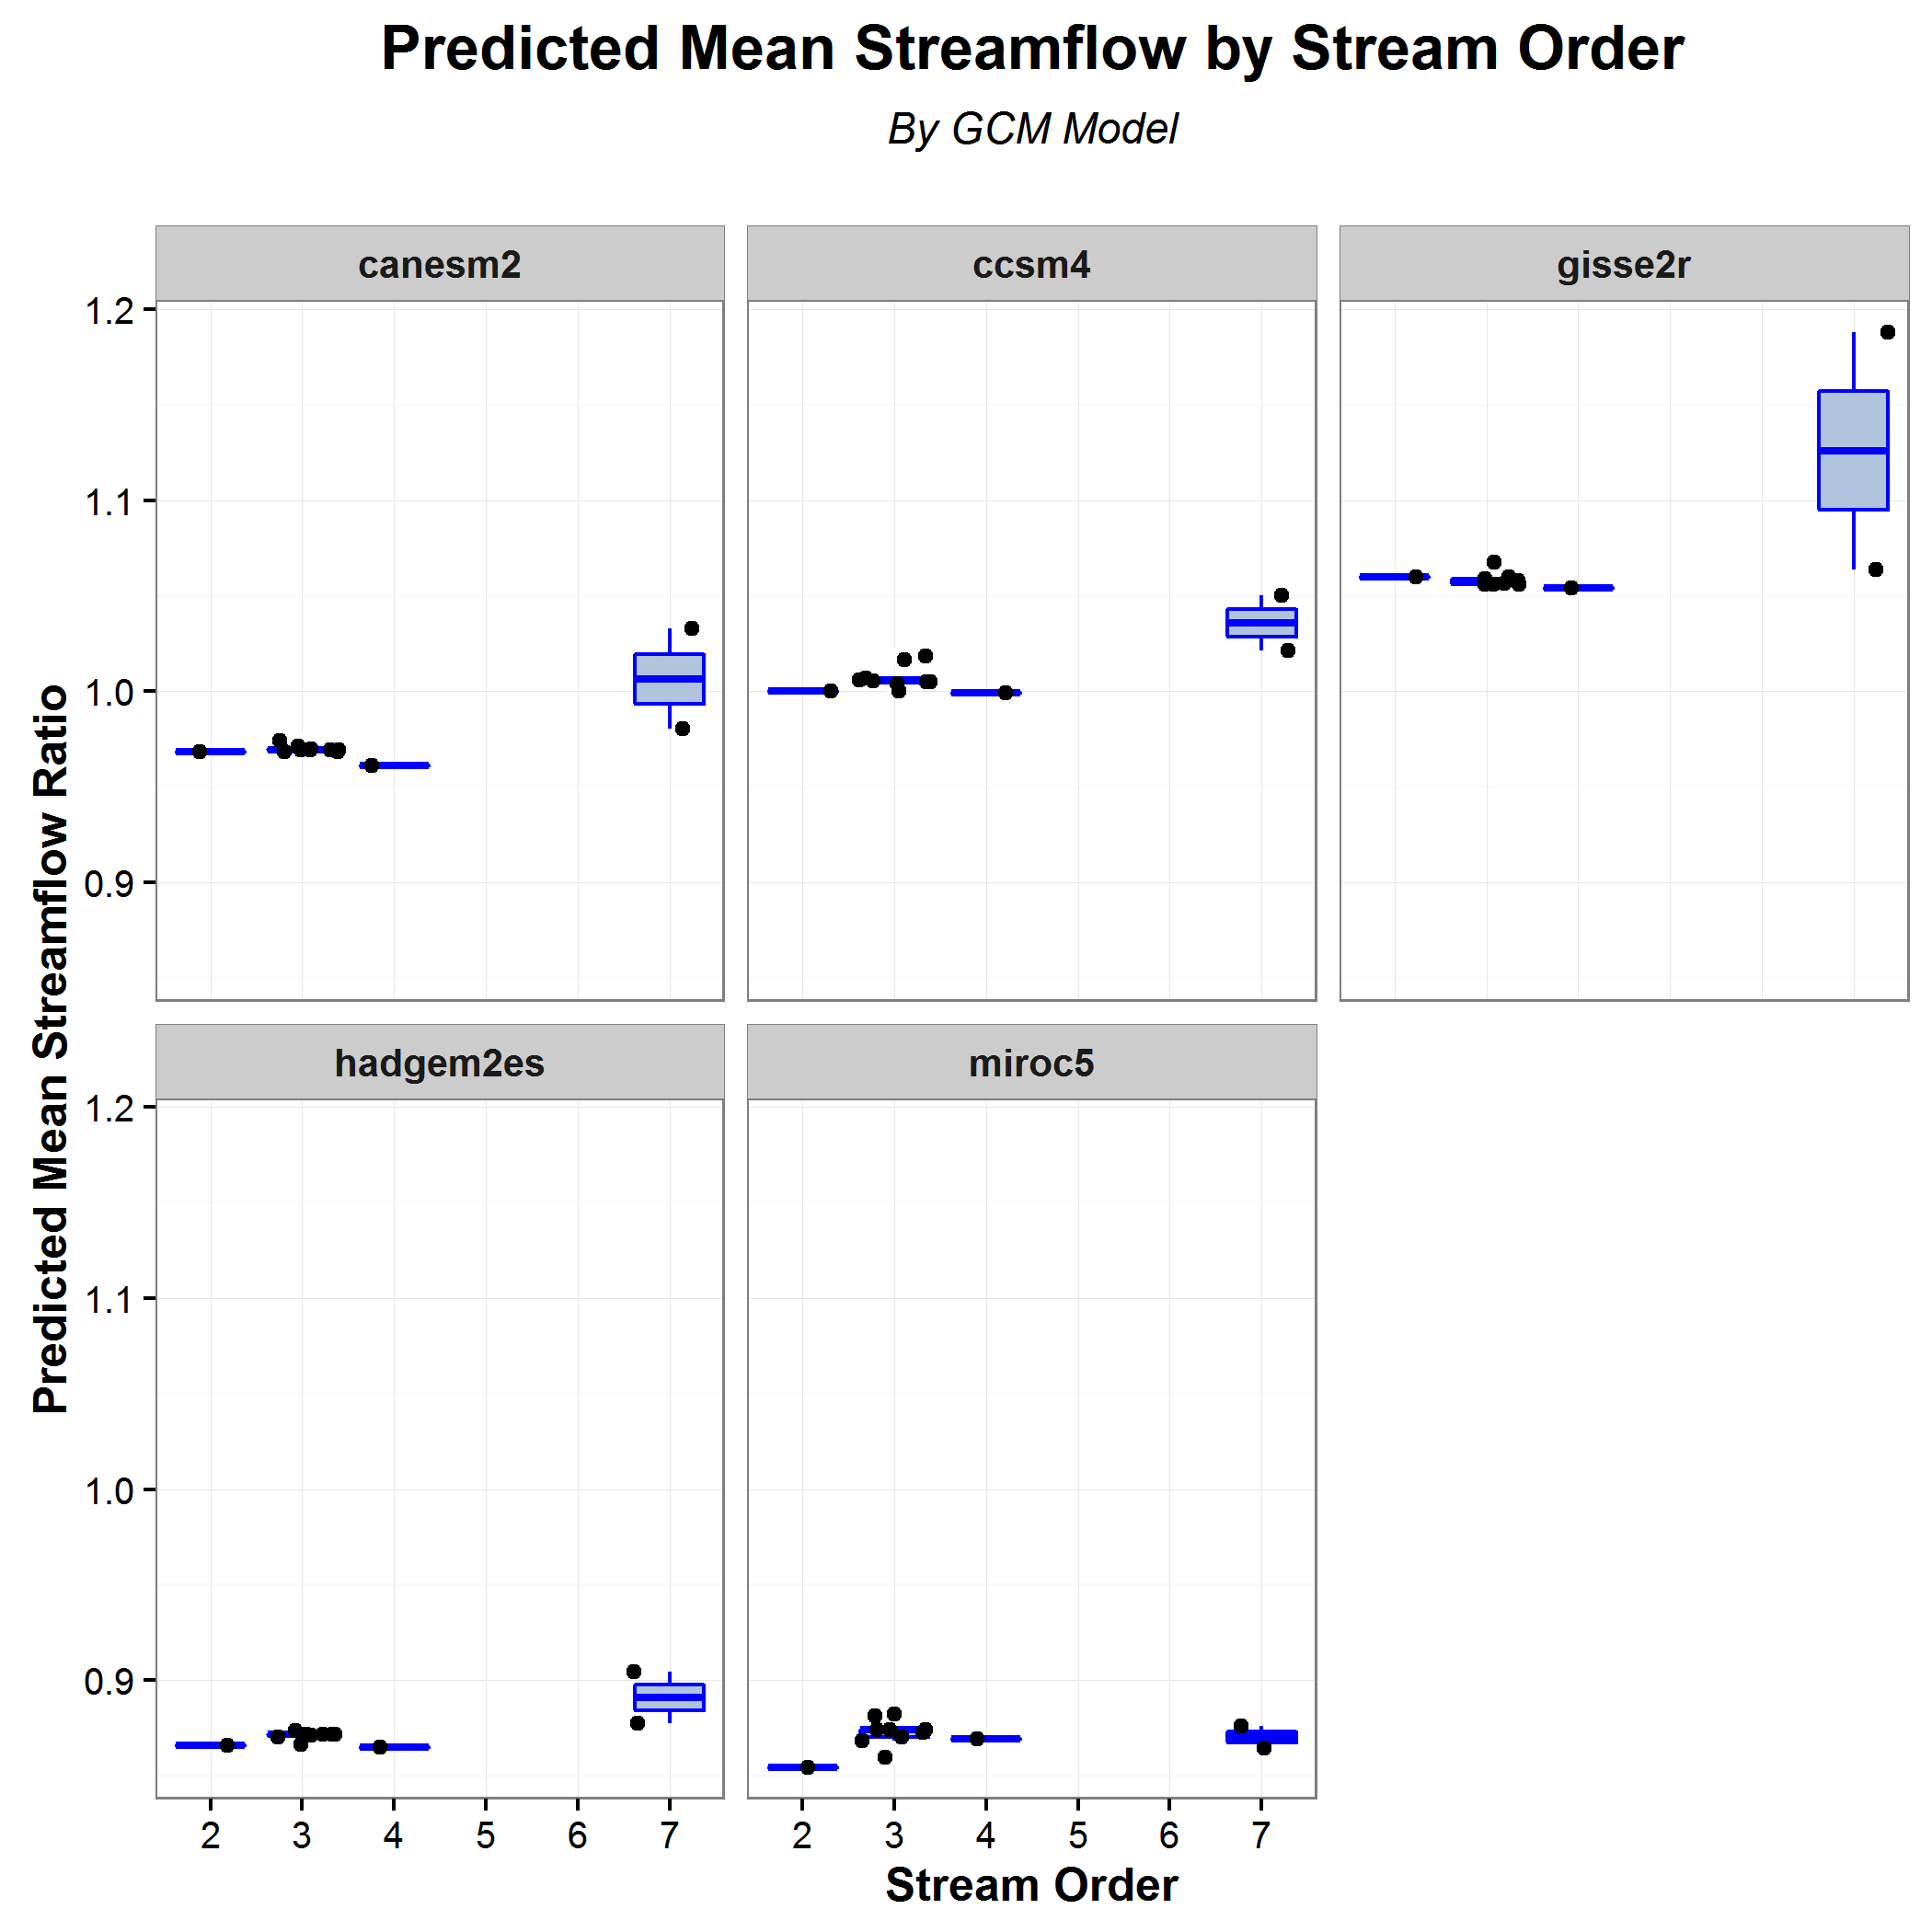 Predicted Mean Streamflow by Stream Order
By GCM Model
canesm2
ccsm4
gisse2r
1.2
1.1
1.0
0.9
hadgem2es
miroc5
1.2
1.1
1.0
0.9
2 3 4 5 6 7
2 3 4 5 6 7
Stream Order
Predicted Mean Streamflow Ratio